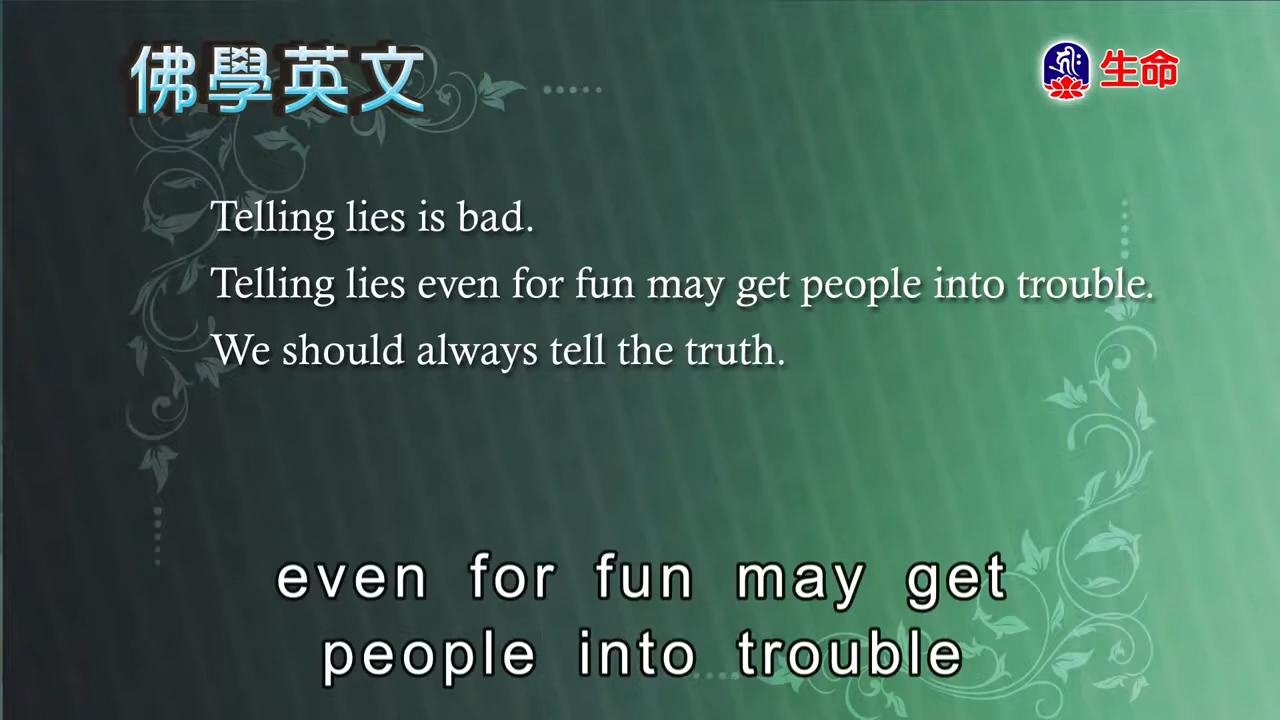 佛學英文
生命
Telling lies is bad.
Telling lies even for fun may get people into trouble.
We should always tell the truth.
even for fun may get
people into trouble